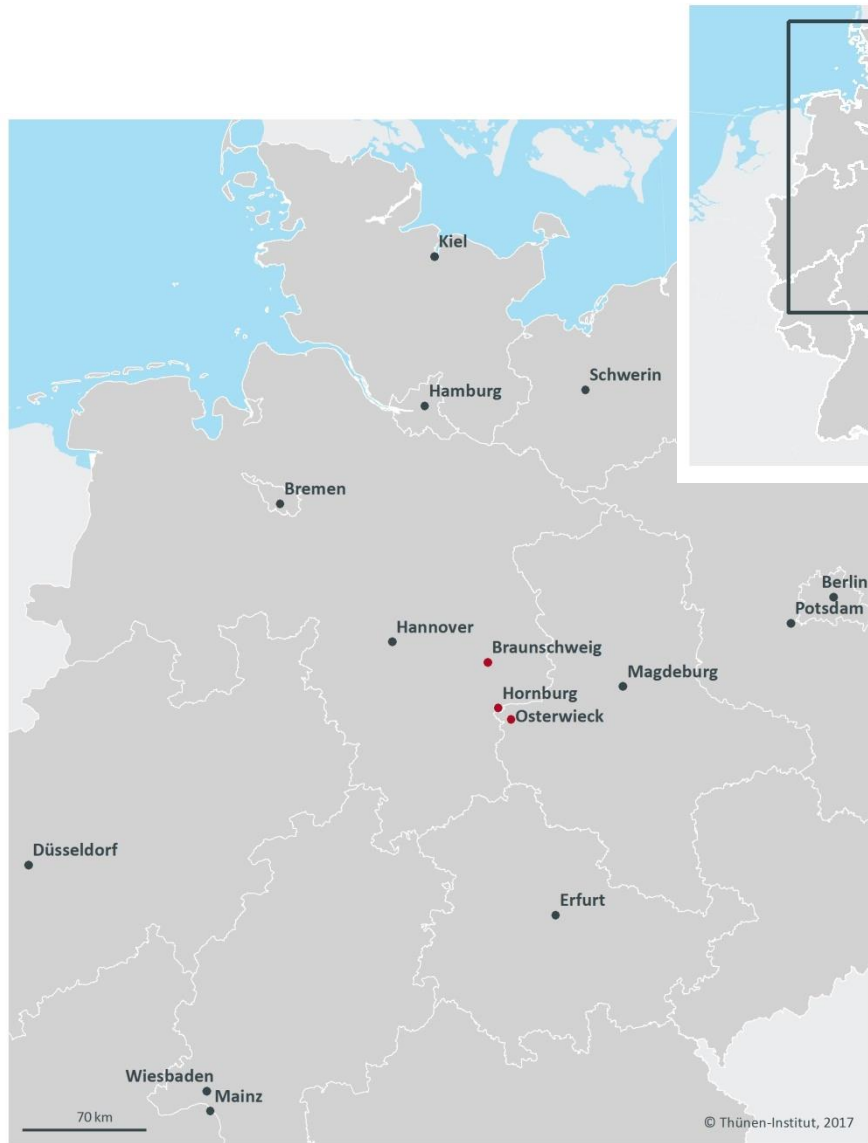 Kiel
Schwerin
Hamburg
Bremen
Berlin
Potsdam
Hannover
Braunschweig
Magdeburg
Hornburg
Osterwieck
Düsseldorf
Erfurt
Wiesbaden
Mainz
70 km
© Thünen-Institut, 2017